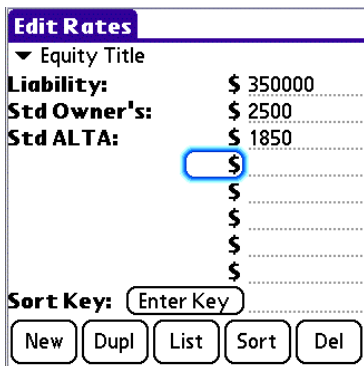 Edit Rates
Equity Title
Liability: $ 350000
Std Owner's: $ 2500
Std ALTA: $ 1850
$
$
$
$
$
Sort Key: Enter Key
New Dupl List Sort Del